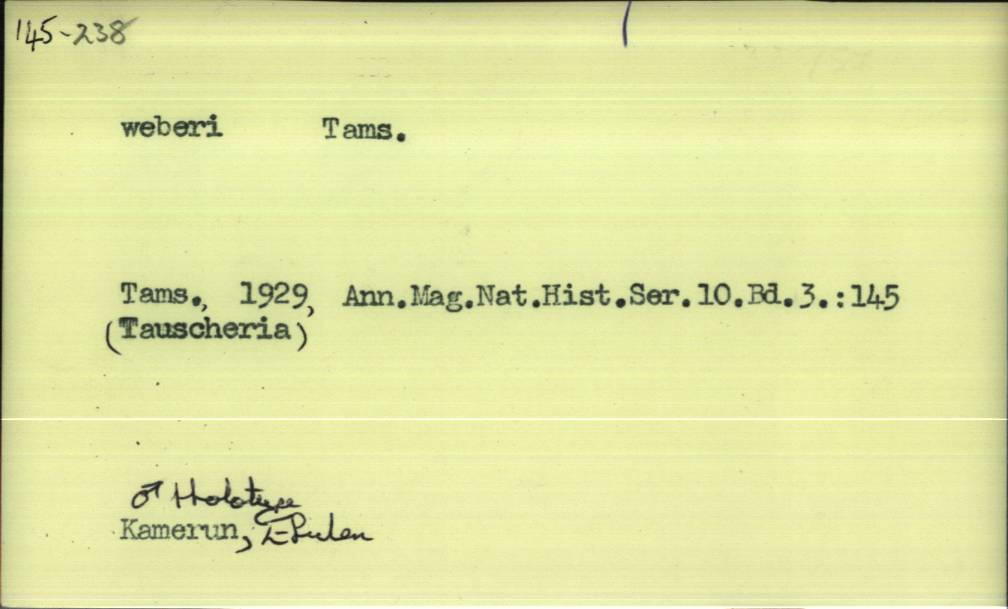 145-238
weberi Tams.
Tams., 1929, Ann.Mag.Nat.Hist.Ser.10.Bd.3.:145
(Tauscheria)
♂ Holotype
Kamerun,